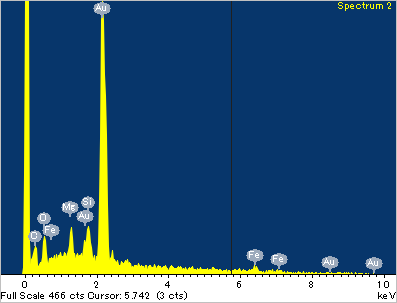 Spectrum 2
Au
Mg
Si
O
Au
Fe
C
Fe
Fe
Au
Au
0 2 4 6 8 10
Full Scale 466 cts Cursor: 5.742 (3 cts) keV